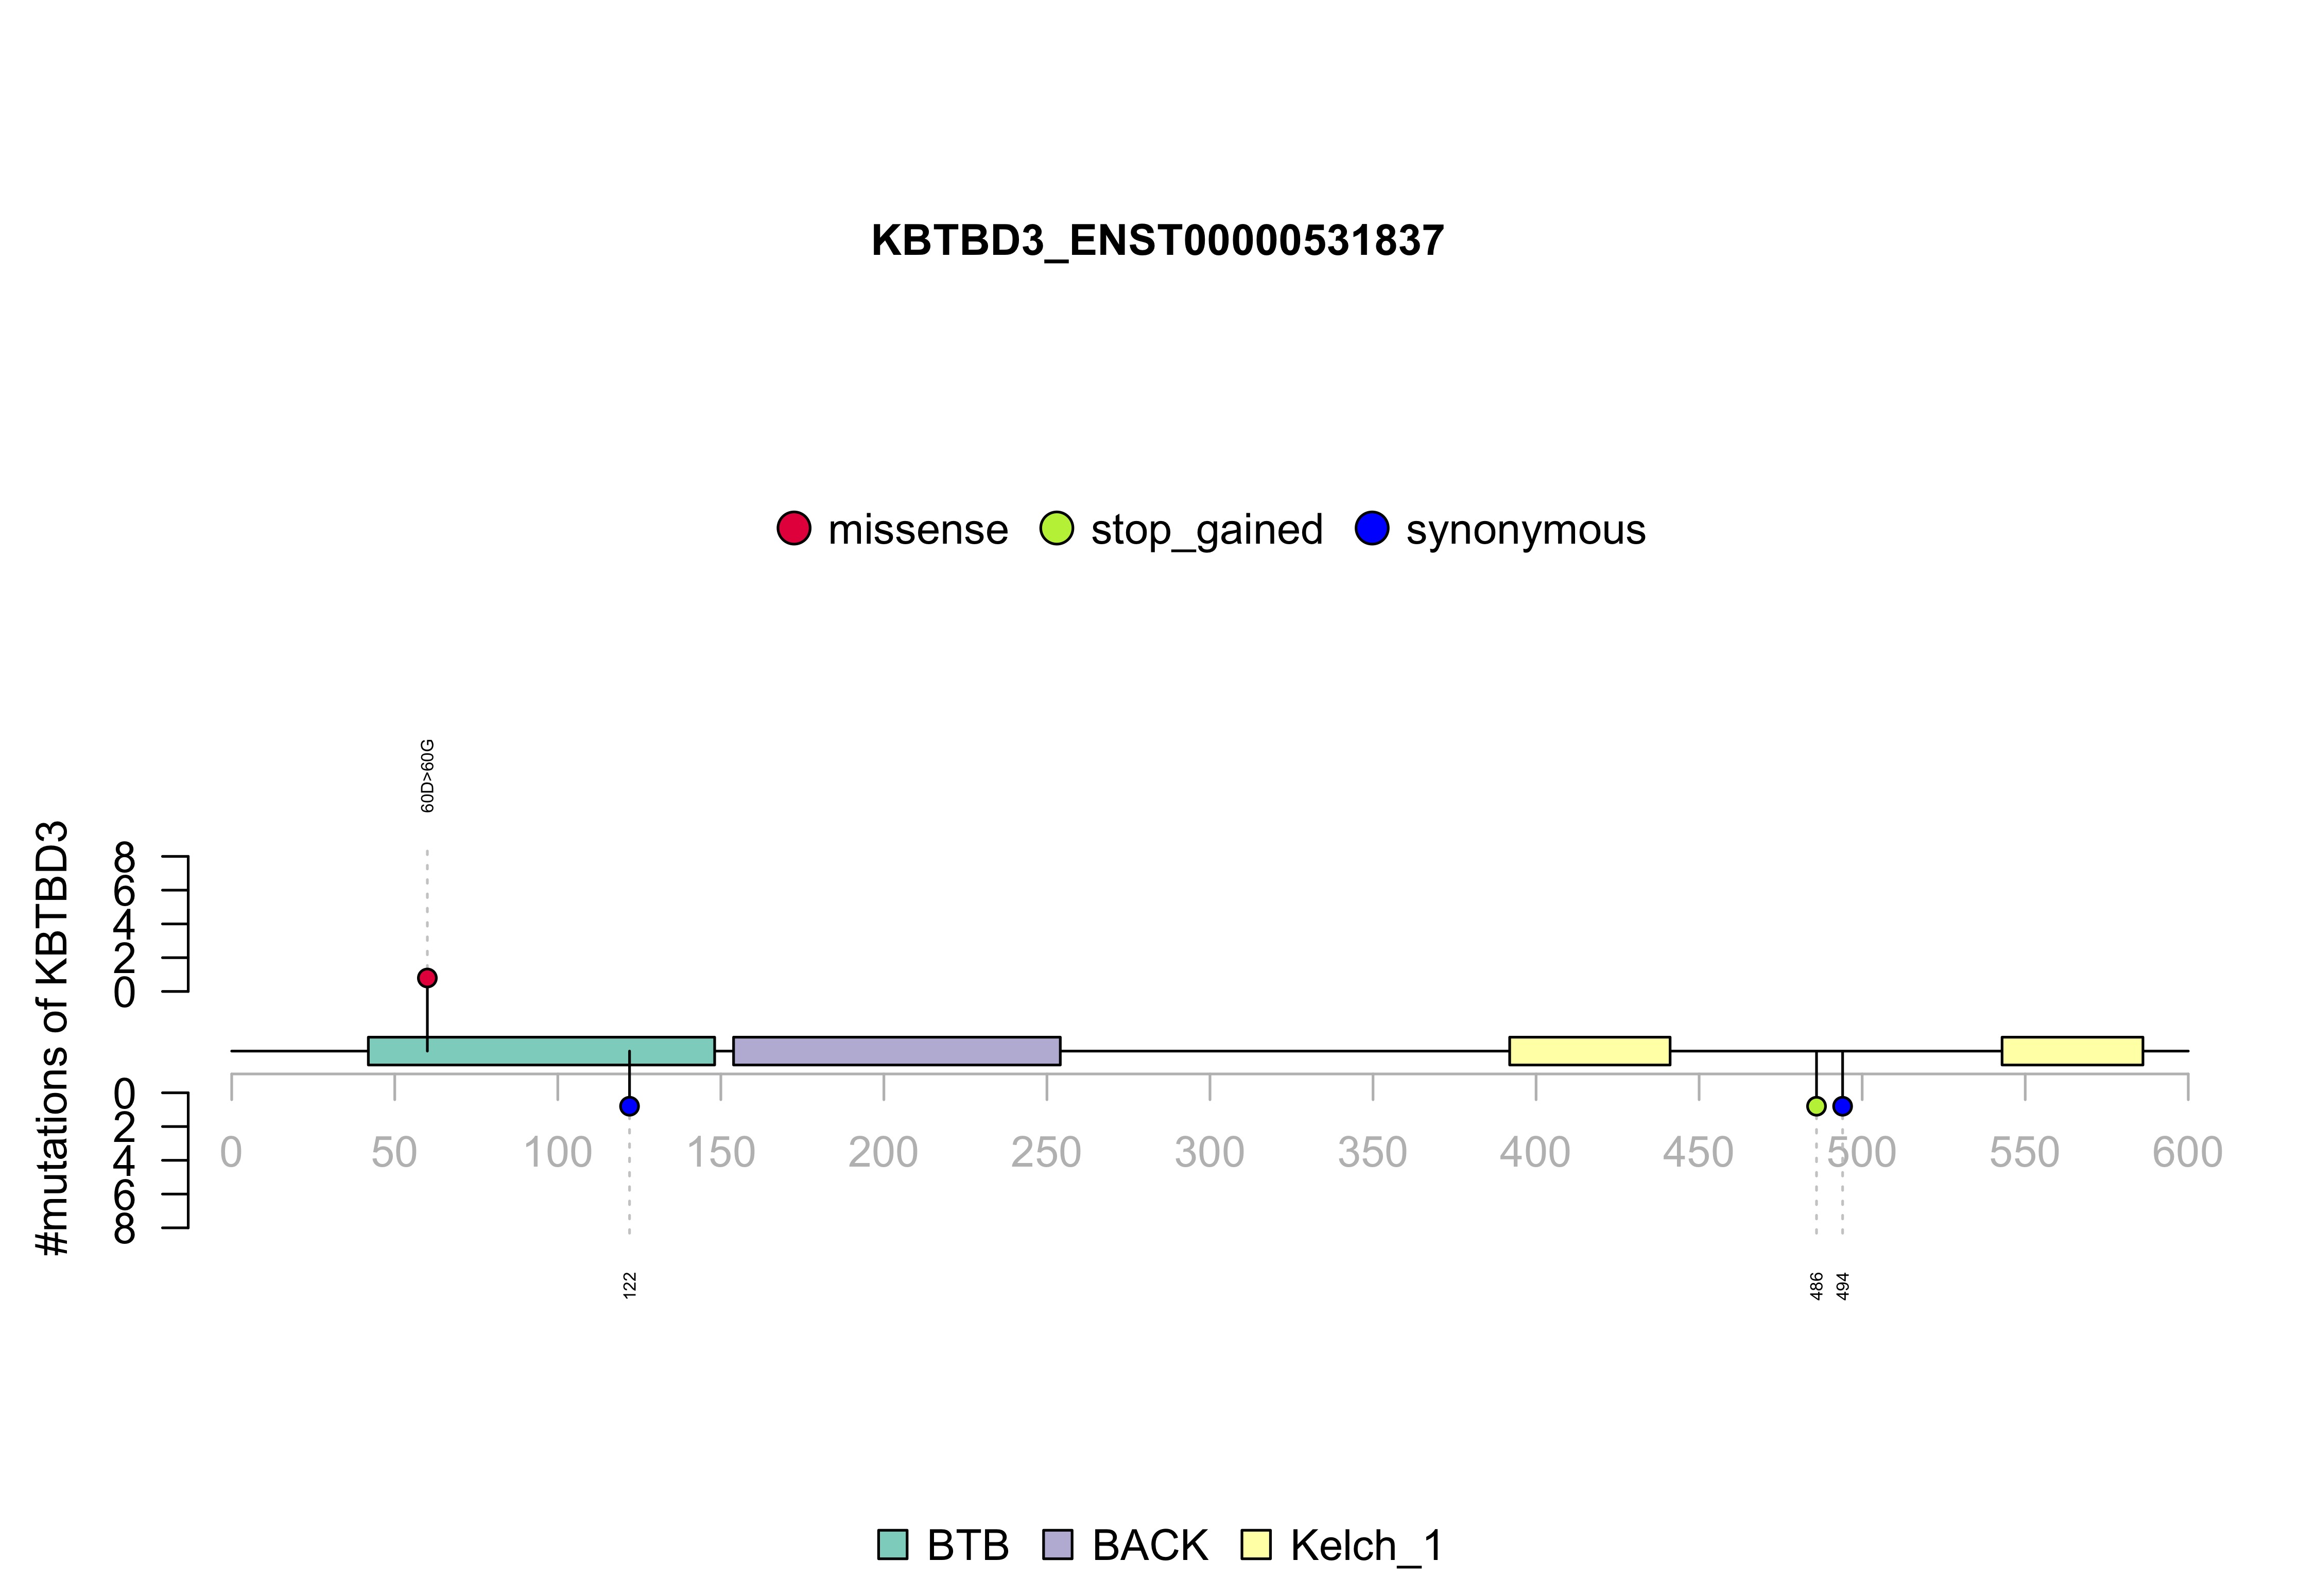 KBTBD3_ENST00000531837
missense stop_gained synonymous
60D>60G
#mutations of KBTBD3
8
6
4
2
0
0
2
4
6
8
0 50 100 150 200 250 300 350 400 450 500 550 600
122 486 494
BTB BACK Kelch_1